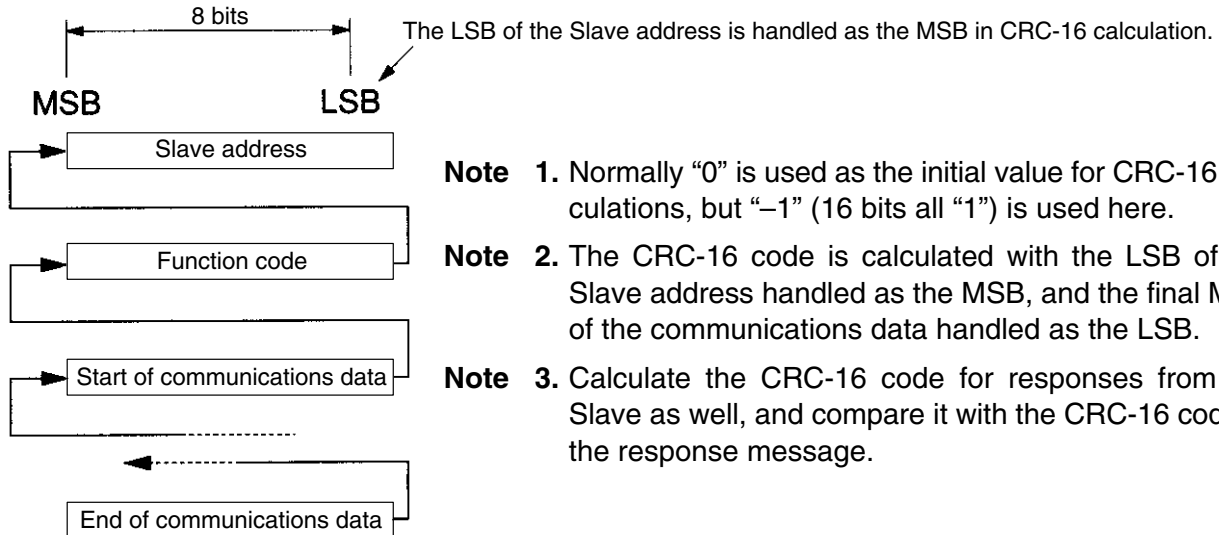 8 bits
The LSB of the Slave address is handled as the MSB in CRC-16 calculation.
MSB LSB
Slave address
Function code
Start of communications data
End of communications data
Note 1. Normally “0” is used as the initial value for CRC-16
culations, but “–1” (16 bits all “1”) is used here.
Note 2. The CRC-16 code is calculated with the LSB of
Slave address handled as the MSB, and the final
of the communications data handled as the LSB.
Note 3. Calculate the CRC-16 code for responses from
Slave as well, and compare it with the CRC-16
the response message.